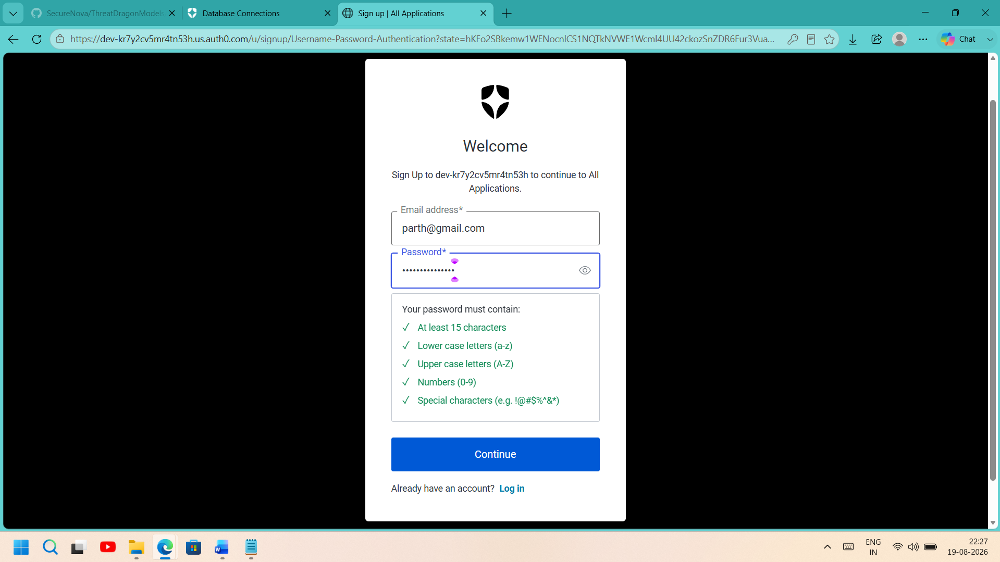 SecureNova/ThreatDragonModels
Database Connections
Sign up | All Applications
https://dev-kr7y2cv5mr4tn53h.us.auth0.com/u/signup/Username-Password-Authentication?state=hKFo2SBkemw1WENocnlCS1NQTkNVWE1Wcml4UU42ckozSnZDR6Fur3Vua...
Chat
Welcome
Sign Up to dev-kr7y2cv5mr4tn53h to continue to All
Applications.
Email address*
parth@gmail.com
Password*
•••••••••••••••
Your password must contain:
✓ At least 15 characters
✓ Lower case letters (a-z)
✓ Upper case letters (A-Z)
✓ Numbers (0-9)
✓ Special characters (e.g. !@#$%^&*)
Continue
Already have an account? Log in
ENG
IN
22:27
19-08-2026